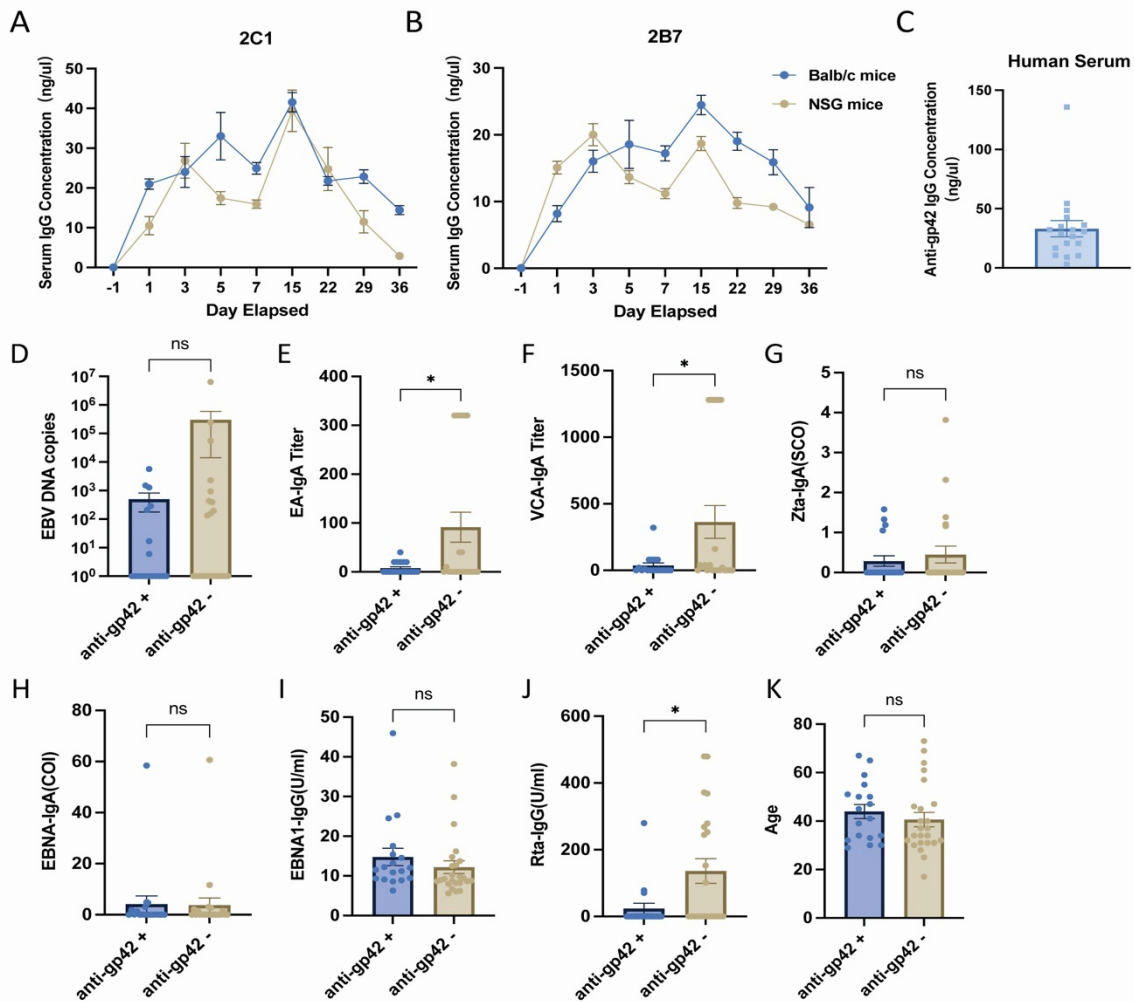 A
2C1
Serum IgG Concentration (ng/ul)
50
40
30
20
10
0
-1 1 3 5 7 15 22 29 36
Day Elapsed
B
2B7
Serum IgG Concentration (ng/ul)
30
20
10
0
-1 1 3 5 7 15 22 29 36
Day Elapsed
Balb/c mice
NSG mice
C
Human Serum
Anti-gp42 IgG Concentration
(ng/ul)
150
100
50
0
D
ns
EBV DNA copies
10^7
10^6
10^5
10^4
10^3
10^2
10^1
10^0
anti-gp42 +
anti-gp42 -
E
*
EA-IgA Titer
400
300
200
100
0
anti-gp42 +
anti-gp42 -
F
*
VCA-IgA Titer
1500
1000
500
0
anti-gp42 +
anti-gp42 -
G
ns
Zta-IgA(SCO)
5
4
3
2
1
0
anti-gp42 +
anti-gp42 -
H
ns
EBNA-IgA(COI)
80
60
40
20
0
anti-gp42 +
anti-gp42 -
I
ns
EBNA1-IgG(U/ml)
50
40
30
20
10
0
anti-gp42 +
anti-gp42 -
J
*
Rta-IgG(U/ml)
600
400
200
0
anti-gp42 +
anti-gp42 -
K
ns
Age
80
60
40
20
0
anti-gp42 +
anti-gp42 -